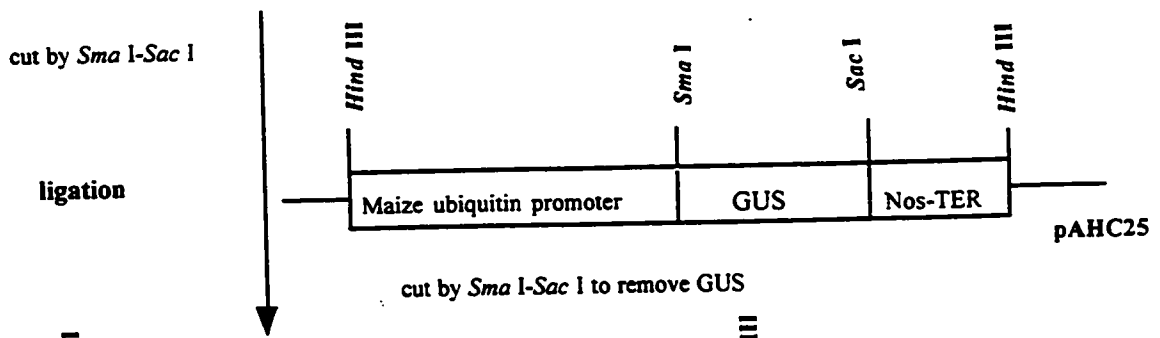 cut by Sma I-Sac I
Hind III
Sma I
Sac I
Hind III
ligation
Maize ubiquitin promoter
GUS
Nos-TER
pAHC25
cut by Sma I-Sac I to remove GUS
III